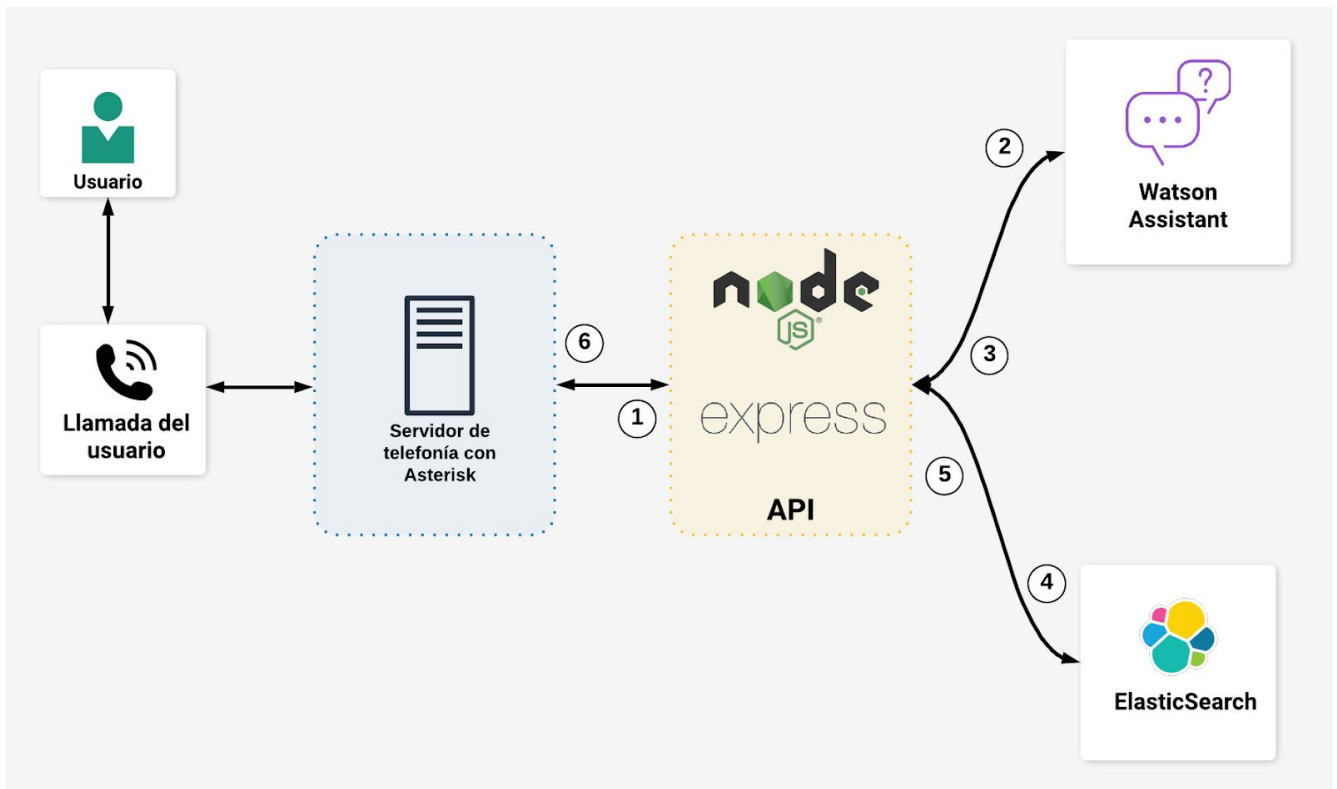 Usuario
Llamada del
usuario
Servidor de
telefonía con
Asterisk
6
1
node
JS
®
express
API
2
3
5
4
?
Watson
Assistant
ElasticSearch